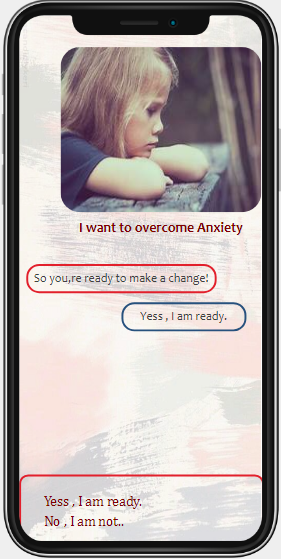 I want to overcome Anxiety
So you,re ready to make a change!
Yess , I am ready.
Yess , I am ready.
No , I am not..